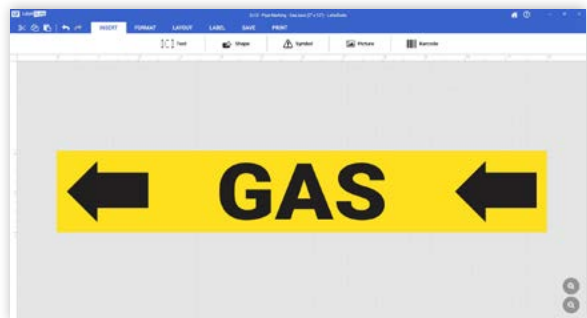 INSERT FORMAT LAYOUT LABEL SAVE PRINT
Text Shape Symbol Picture Barcode
GAS